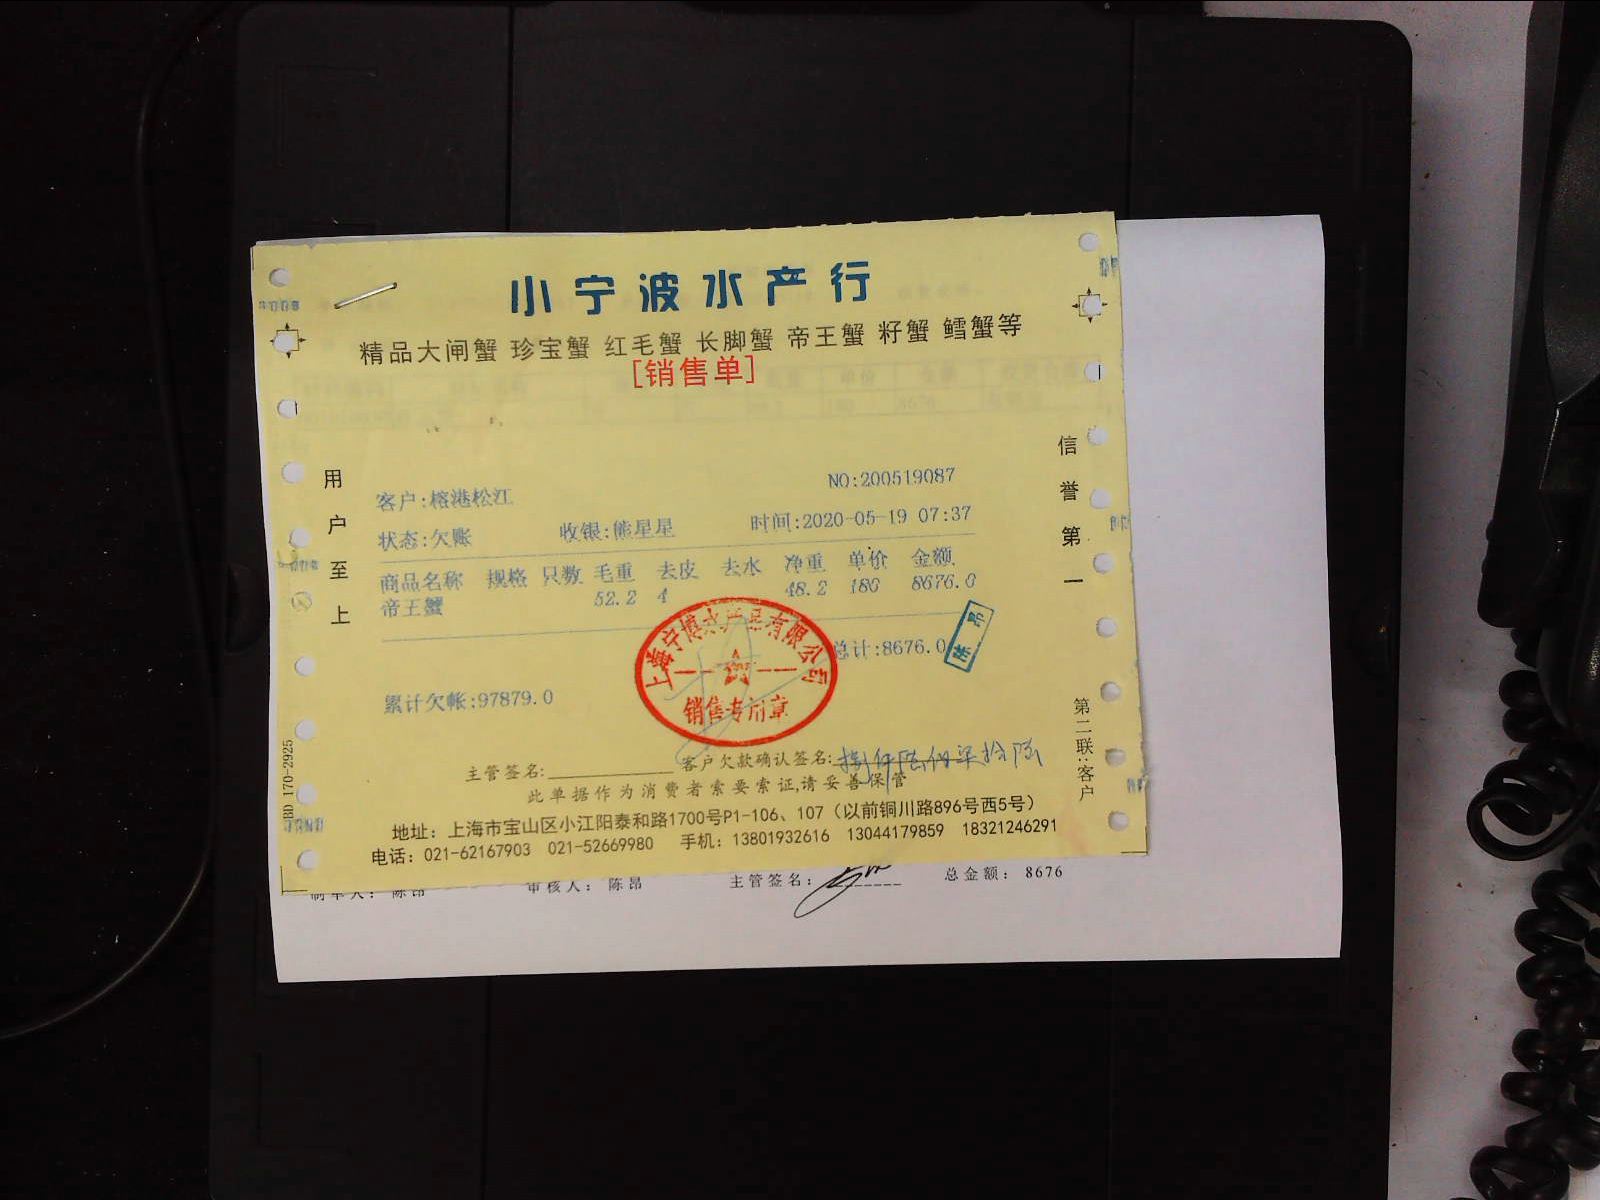 小宁波水产行
精品大闸蟹 珍宝蟹 红毛蟹 长脚蟹 帝王蟹 籽蟹 鳕蟹等
[销售单]
用户至上
信誉第一
NO:200519087
客户:榕港松江
状态:欠账 收银:熊星星 时间:2020-05-19 07:37
商品名称 规格 只数 毛重 去皮 去水 净重 单价 金额
帝王蟹 52.2 4 48.2 180 8676.0
总计:8676.0
陈昂
上海宁博水产品有限公司
销售专用章
累计欠帐:97879.0
第二联:客户
BD 170-2925
主管签名: 客户欠款确认签名:
此单据作为消费者索要索证,请妥善保管
地址：上海市宝山区小江阳泰和路1700号P1-106、107（以前铜川路896号西5号）
电话：021-62167903 021-52669980 手机：13801932616 13044179859 18321246291
制单人： 陈昂 审核人： 陈昂 主管签名： 总金额： 8676